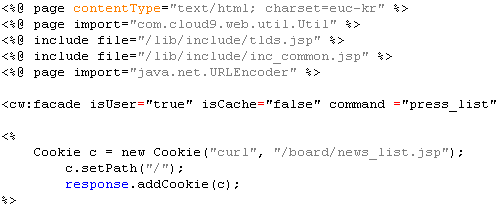 <%@ page contentType="text/html; charset=euc-kr" %>
<%@ page import="com.cloud9.web.util.Util" %>
<%@ include file="/lib/include/tlds.jsp" %>
<%@ include file="/lib/include/inc_common.jsp" %>
<%@ page import="java.net.URLEncoder" %>
<cw:facade isUser="true" isCache="false" command ="press_list"
<%
Cookie c = new Cookie("curl", "/board/news_list.jsp");
c.setPath("/");
response.addCookie(c);
%>